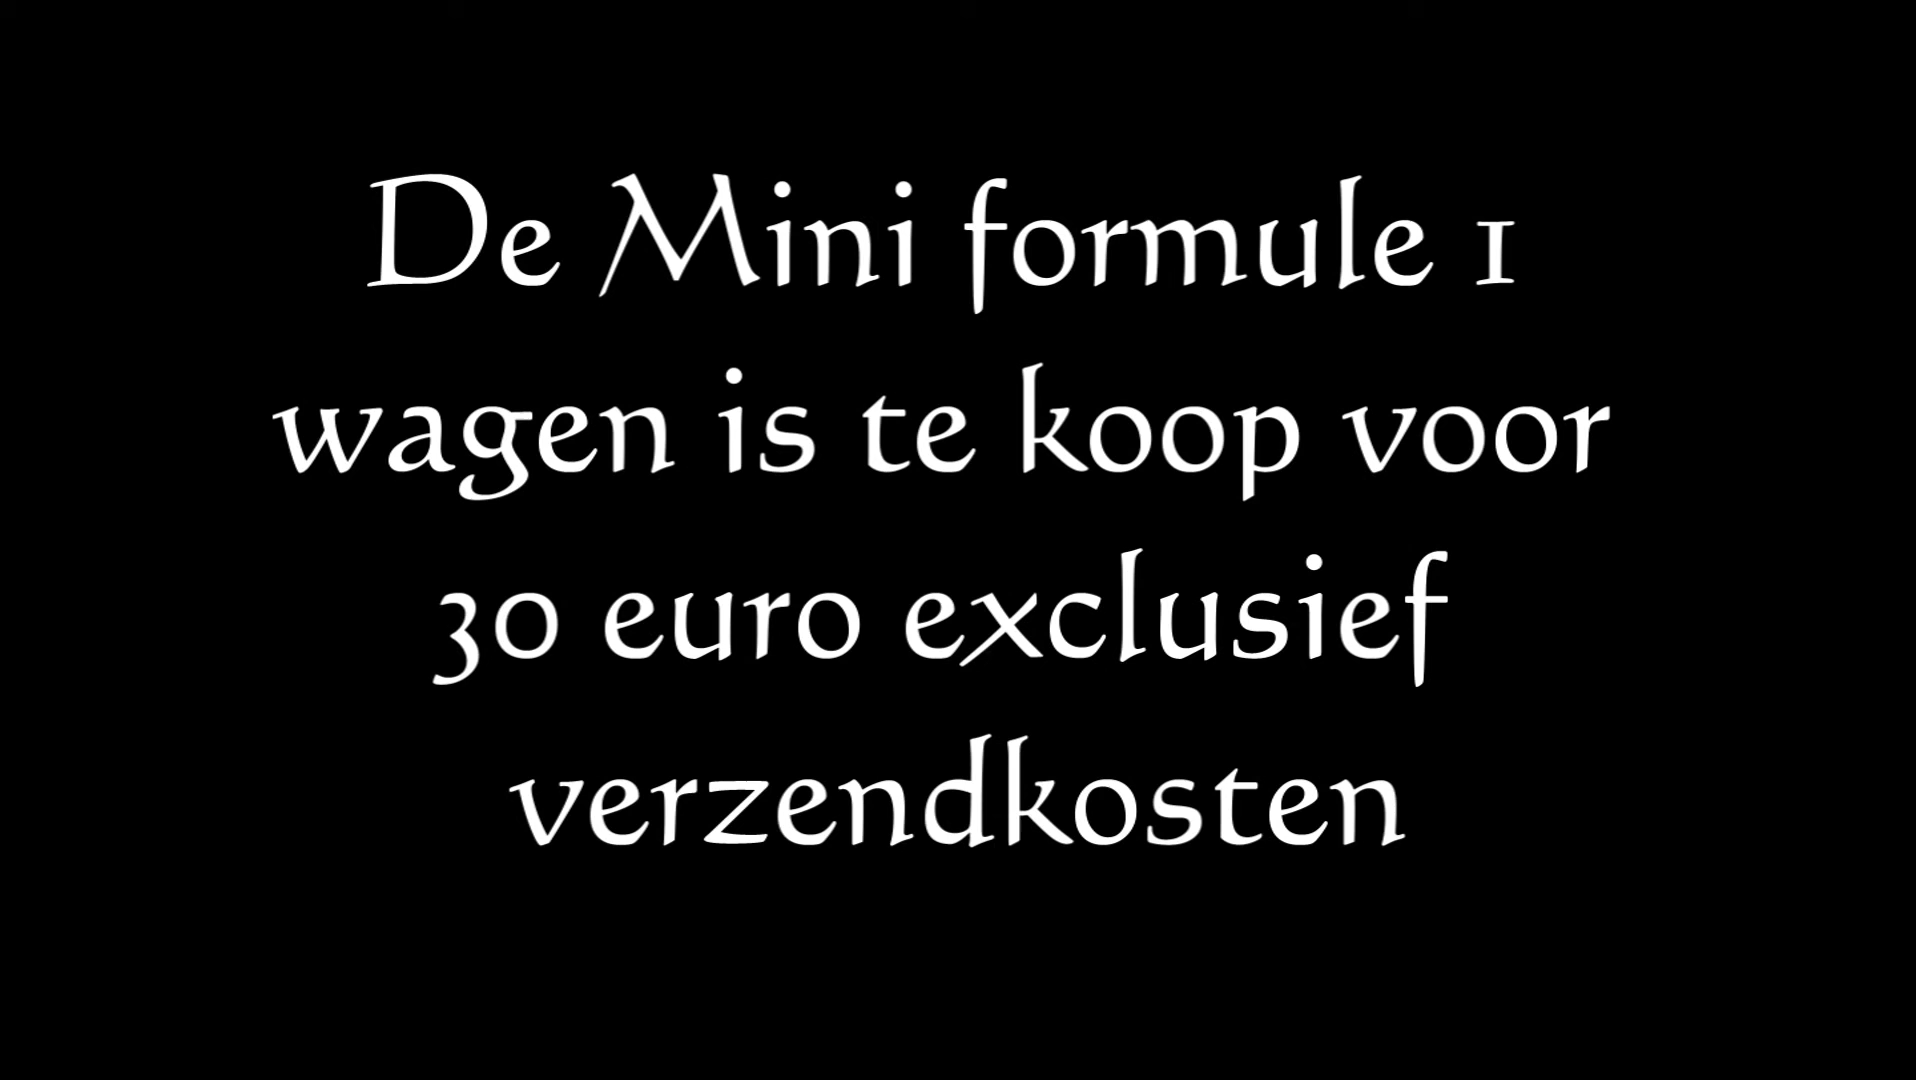 De Mini formule 1
wagen is te koop voor
30 euro exclusief
verzendkosten